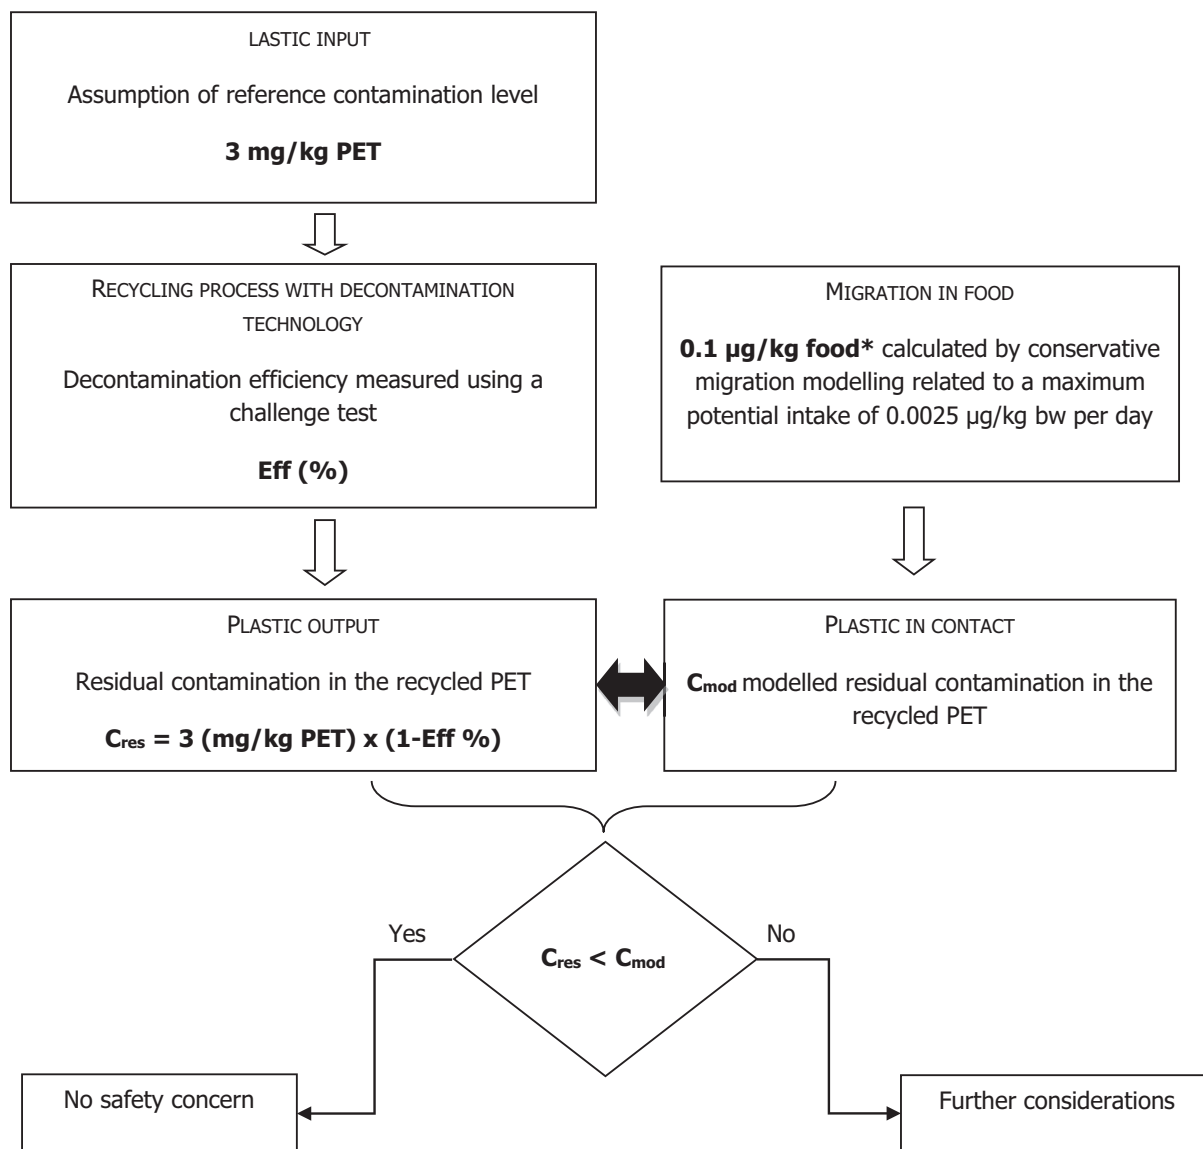 LASTIC INPUT
Assumption of reference contamination level
3 mg/kg PET
RECYCLING PROCESS WITH DECONTAMINATION
TECHNOLOGY
Decontamination efficiency measured using a
challenge test
Eff (%)
MIGRATION IN FOOD
0.1 µg/kg food* calculated by conservative
migration modelling related to a maximum
potential intake of 0.0025 µg/kg bw per day
PLASTIC OUTPUT
Residual contamination in the recycled PET
Cres = 3 (mg/kg PET) x (1-Eff %)
PLASTIC IN CONTACT
Cmod modelled residual contamination in the
recycled PET
Yes
No
Cres < Cmod
No safety concern
Further considerations